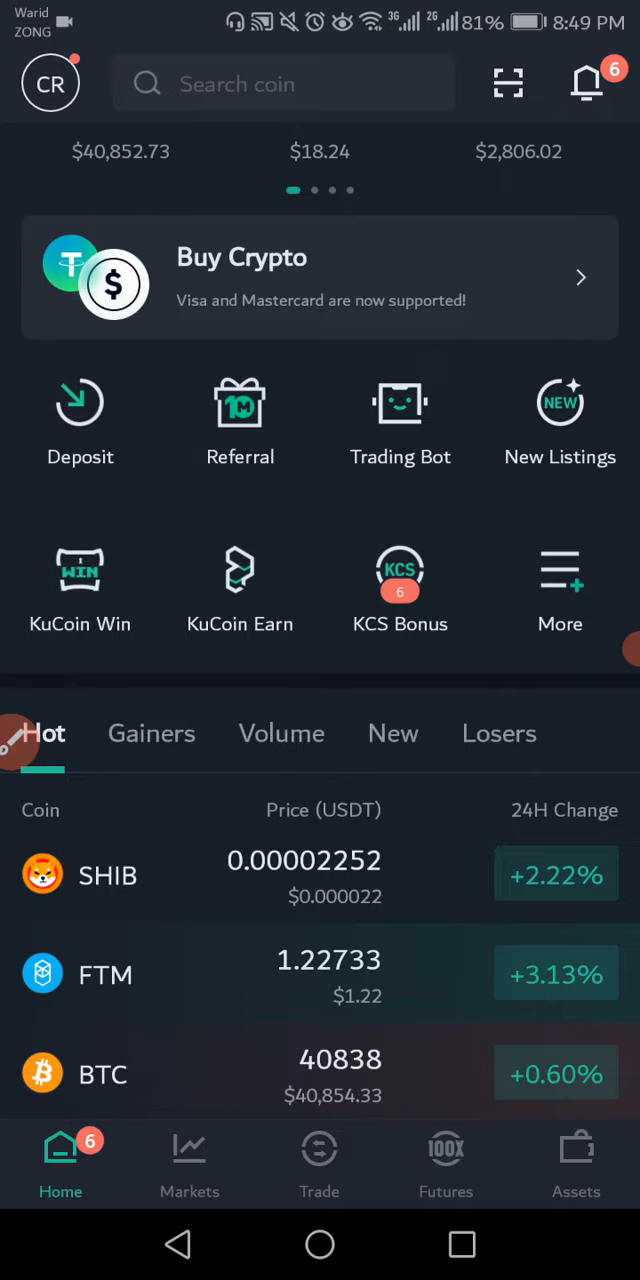 Warid
ZONG
3G
2G
81%
8:49 PM
CR
Search coin
6
$40,852.73
$18.24
$2,806.02
T
$
Buy Crypto
Visa and Mastercard are now supported!
1M
NEW
Deposit
Referral
Trading Bot
New Listings
WIN
KCS
6
KuCoin Win
KuCoin Earn
KCS Bonus
More
Hot
Gainers
Volume
New
Losers
Coin
Price (USDT)
24H Change
SHIB
0.00002252
$0.000022
+2.22%
FTM
1.22733
$1.22
+3.13%
BTC
40838
$40,854.33
+0.60%
6
100X
Home
Markets
Trade
Futures
Assets